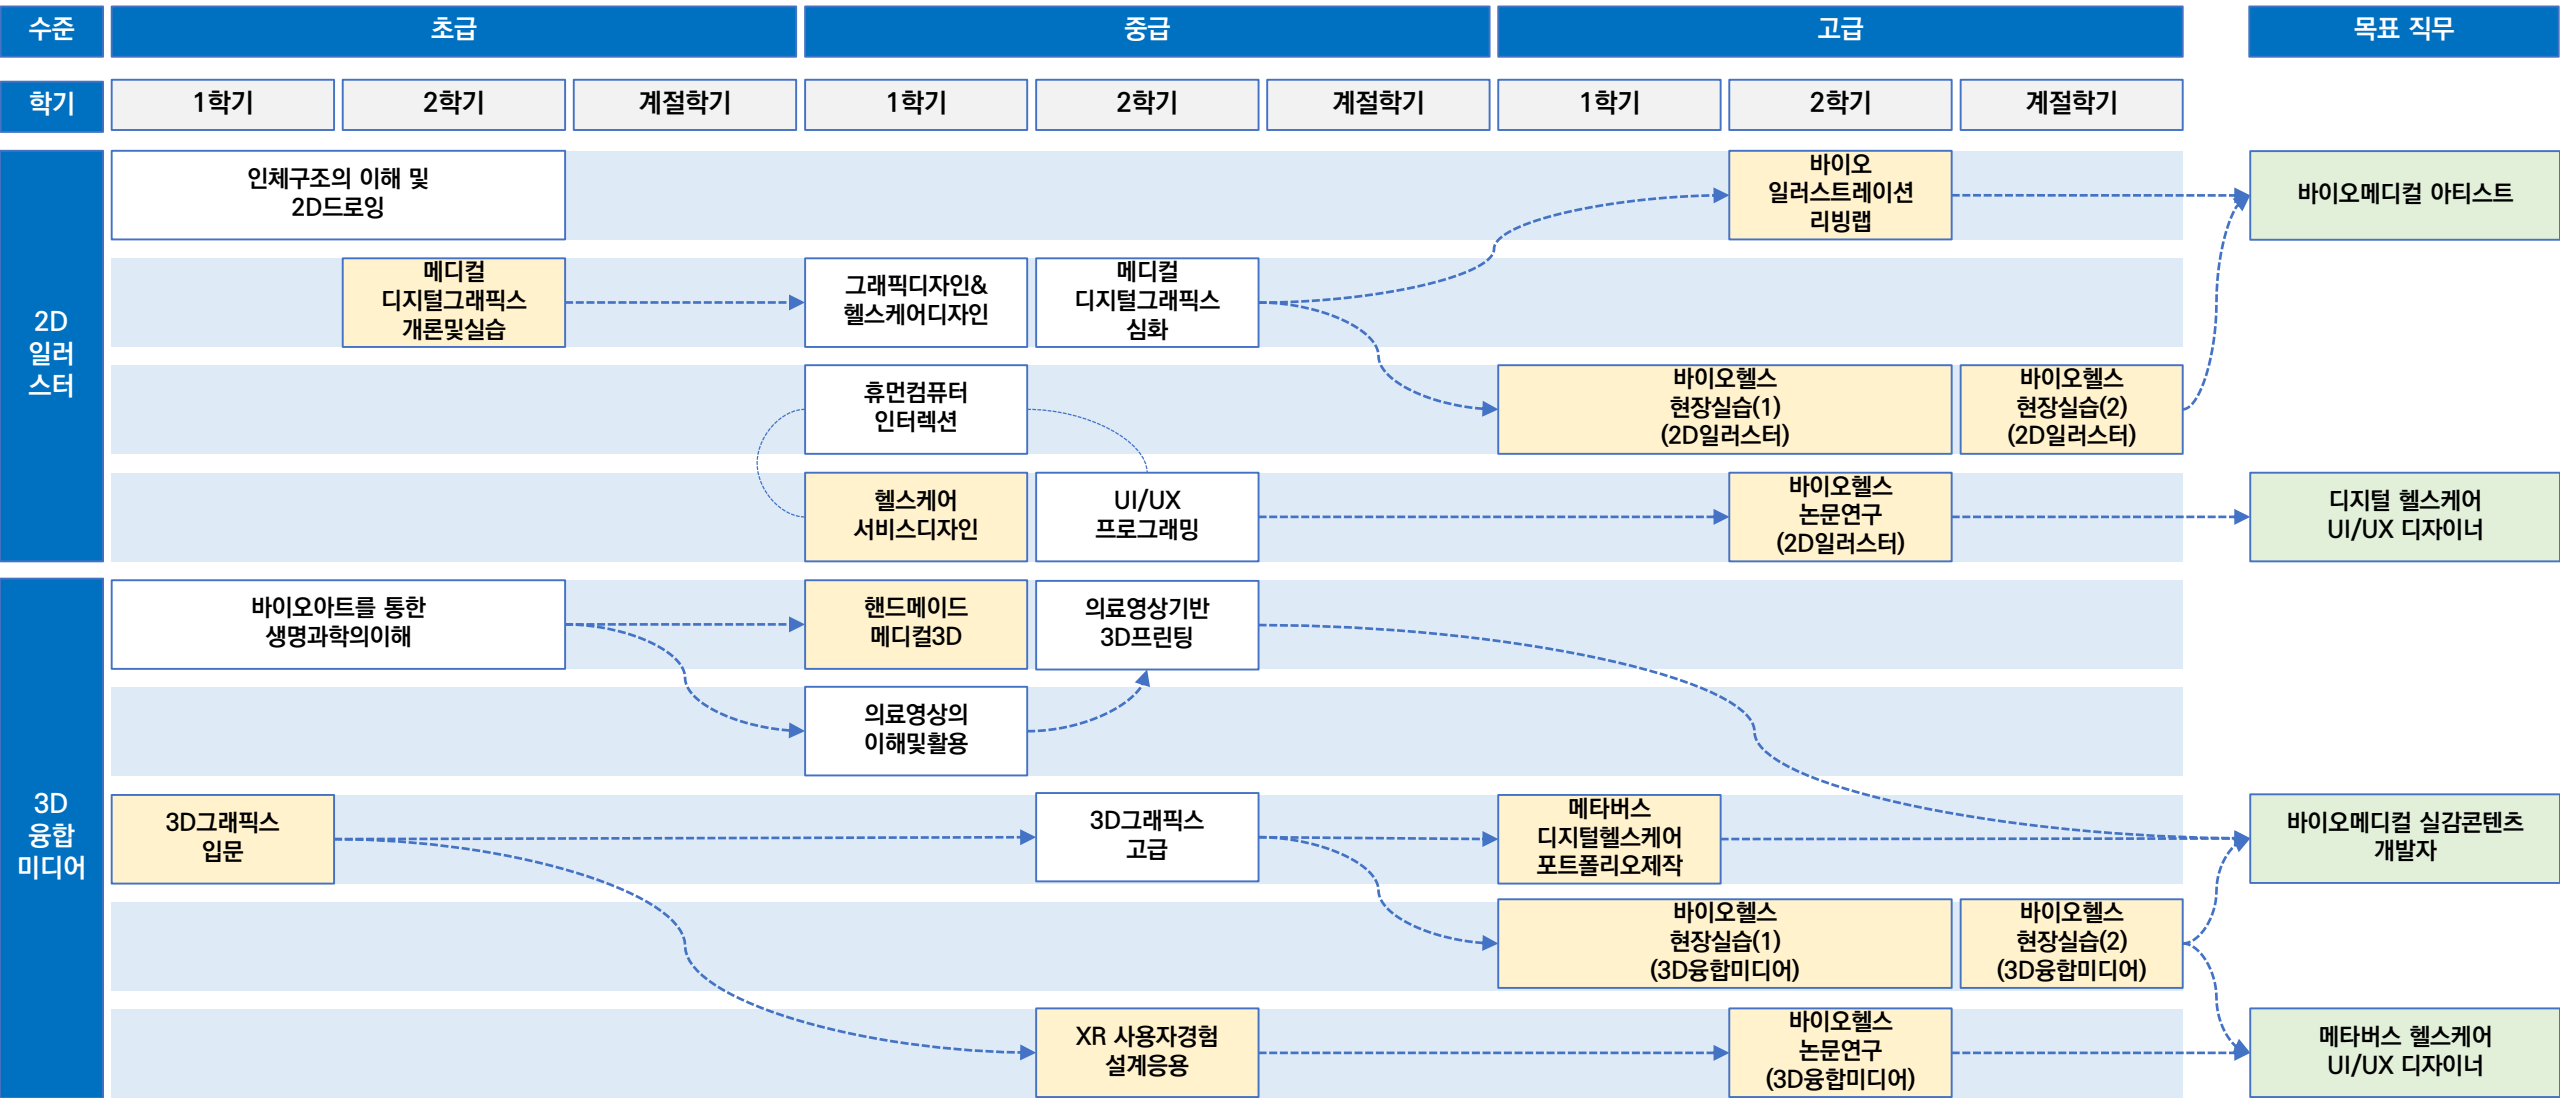 수준
초급
중급
고급
목표 직무
학기
1학기
2학기
계절학기
1학기
2학기
계절학기
1학기
2학기
계절학기
2D
일러
스터
인체구조의 이해 및
2D드로잉
바이오
일러스트레이션
리빙랩
바이오메디컬 아티스트
메디컬
디지털그래픽스
개론및실습
그래픽디자인&
헬스케어디자인
메디컬
디지털그래픽스
심화
휴먼컴퓨터
인터렉션
바이오헬스
현장실습(1)
(2D일러스터)
바이오헬스
현장실습(2)
(2D일러스터)
헬스케어
서비스디자인
UI/UX
프로그래밍
바이오헬스
논문연구
(2D일러스터)
디지털 헬스케어
UI/UX 디자이너
3D
융합
미디어
바이오아트를 통한
생명과학의이해
핸드메이드
메디컬3D
의료영상기반
3D프린팅
의료영상의
이해및활용
3D그래픽스
입문
3D그래픽스
고급
메타버스
디지털헬스케어
포트폴리오제작
바이오메디컬 실감콘텐츠
개발자
바이오헬스
현장실습(1)
(3D융합미디어)
바이오헬스
현장실습(2)
(3D융합미디어)
XR 사용자경험
설계응용
바이오헬스
논문연구
(3D융합미디어)
메타버스 헬스케어
UI/UX 디자이너